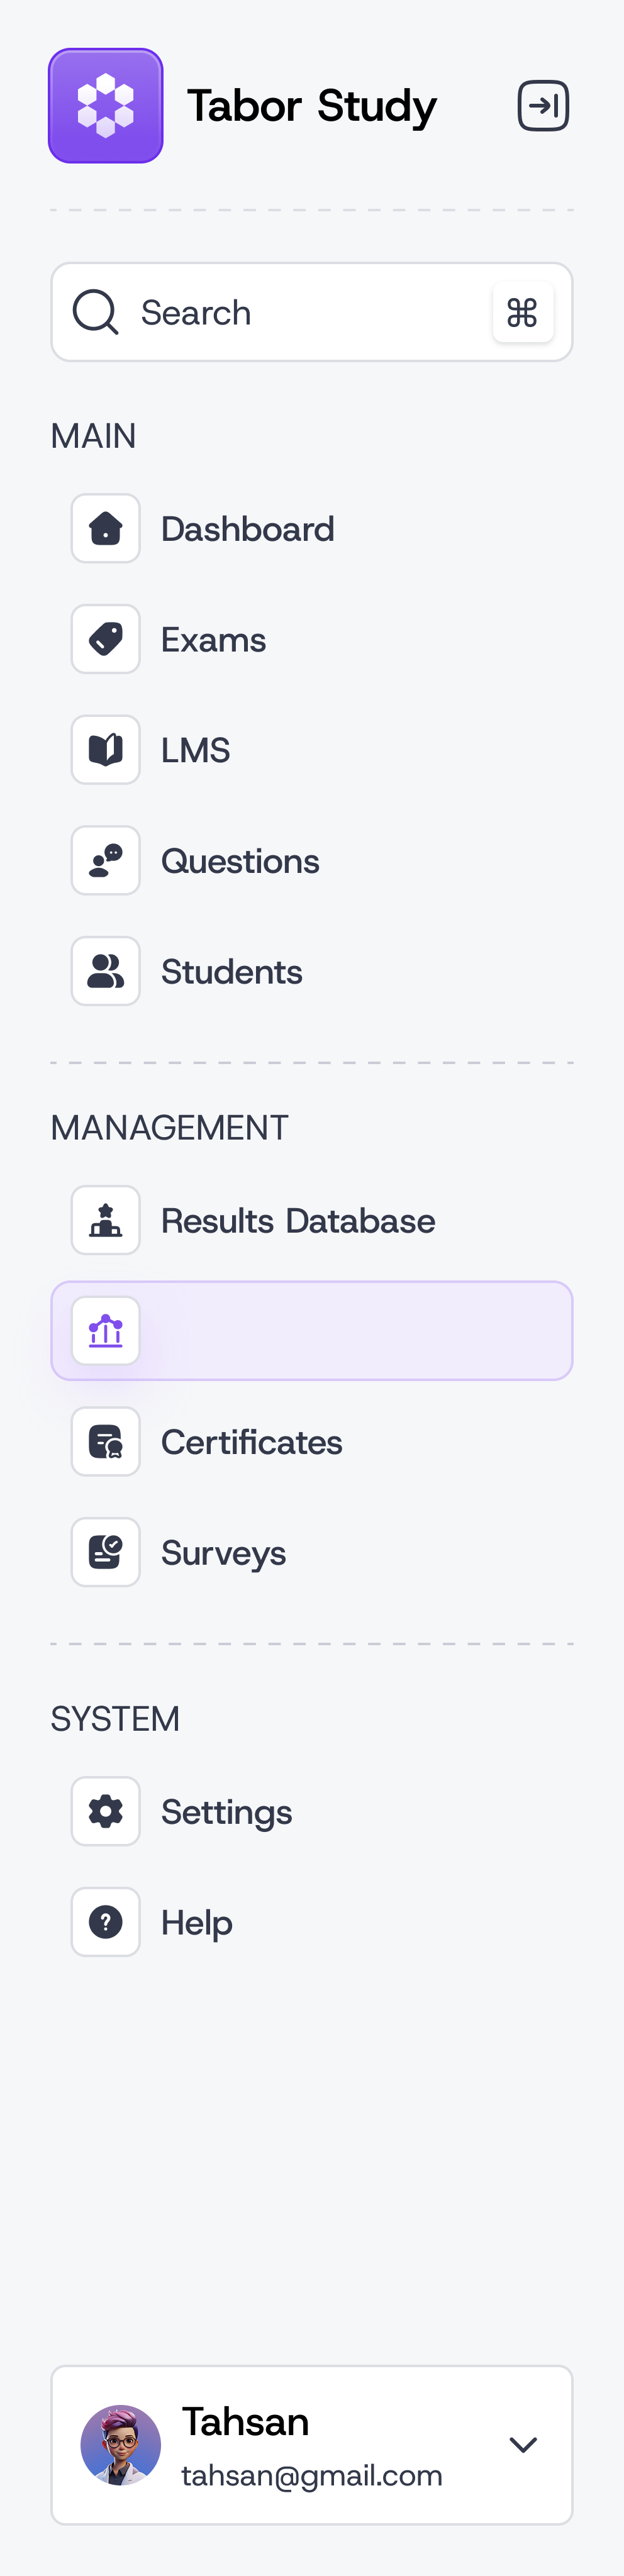 Tabor Study
Search
⌘
MAIN
Dashboard
Exams
LMS
Questions
Students
MANAGEMENT
Results Database
Certificates
Surveys
SYSTEM
Settings
Help
Tahsan
tahsan@gmail.com